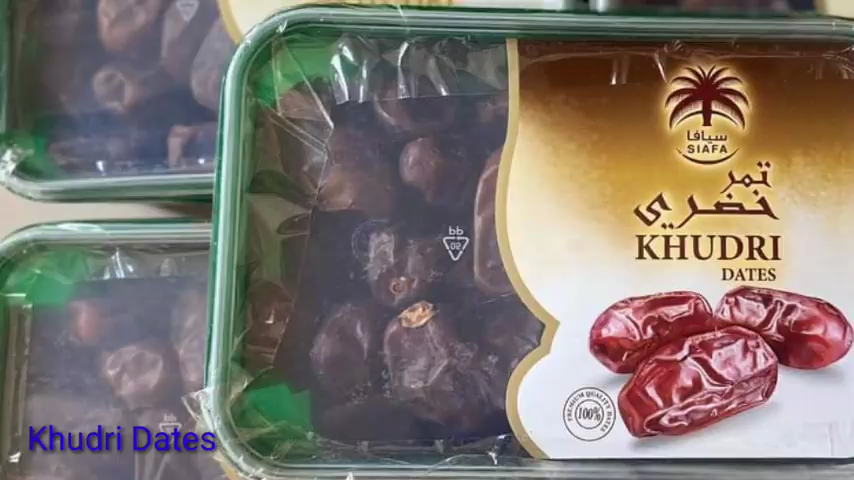 سيافا
SIAFA
تمر
خضري
KHUDRI
DATES
PREMIUM QUALITY DATES
100%
Khudri Dates